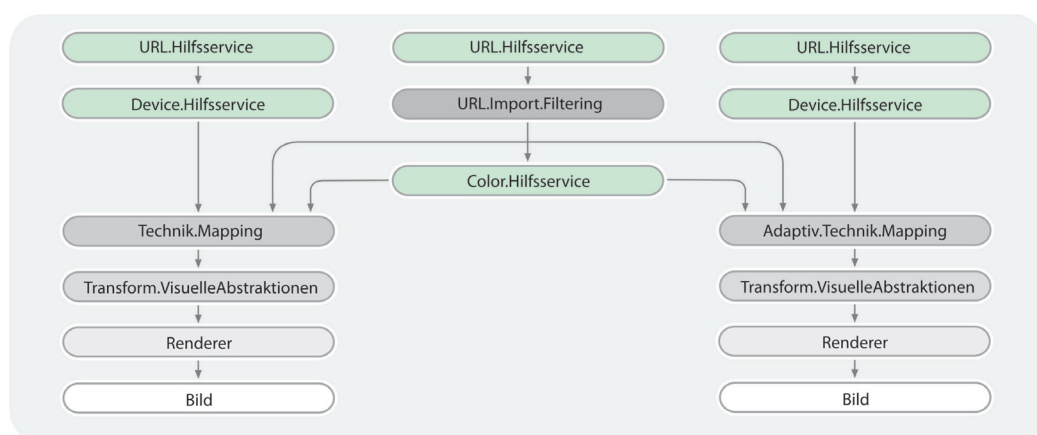 URL.Hilfsservice
URL.Hilfsservice
URL.Hilfsservice
Device.Hilfsservice
URL.Import.Filtering
Device.Hilfsservice
Color.Hilfsservice
Technik.Mapping
Adaptiv.Technik.Mapping
Transform.VisuelleAbstraktionen
Transform.VisuelleAbstraktionen
Renderer
Renderer
Bild
Bild